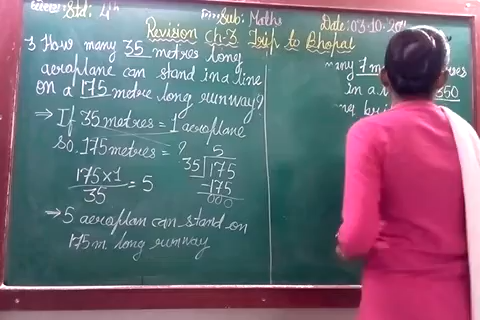 Std: 4th
Sub: Maths
Date: 03.10.20
Revision Ch-3 Trip to Bhopal
3 How many 35 metres long
aeroplane can stand in a line
on a 175 metre long runway?
⇒ If 35 metres = 1 aeroplane
so. 175 metres = ?
175×1
35
= 5
5
35 175
-175
000
⇒ 5 aeroplan can stand on
175m long runway
many 7 m
in a
350